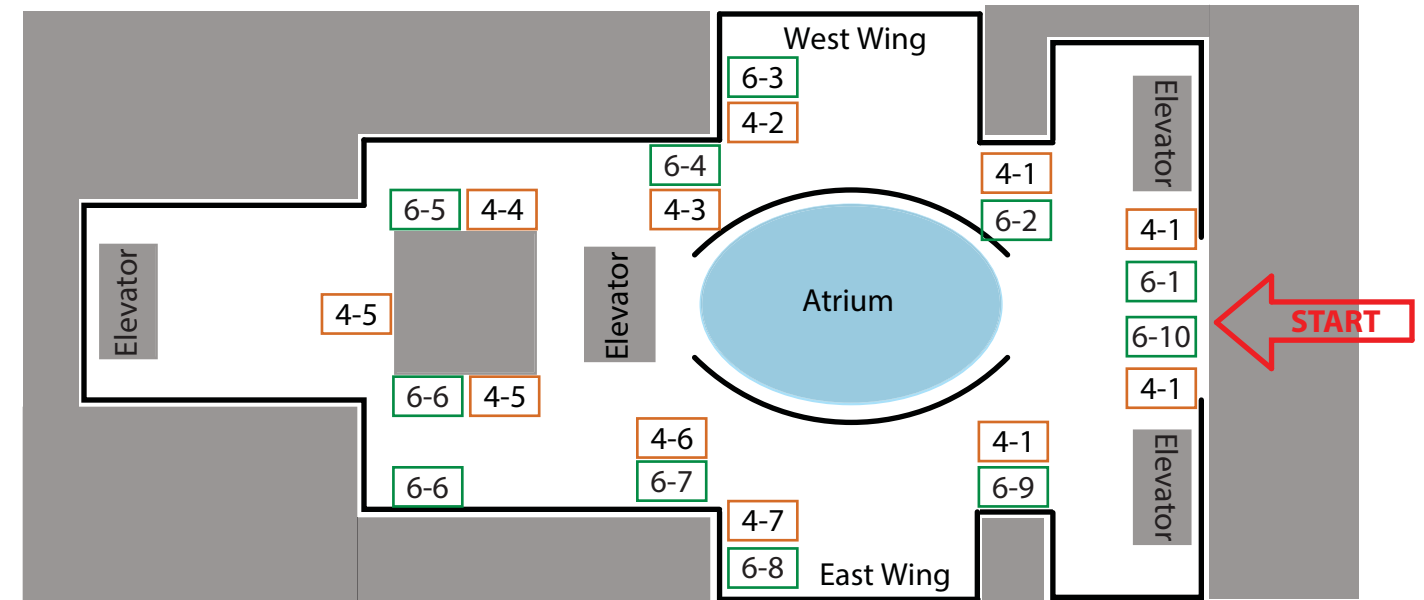 West Wing
6-3
4-2
Elevator
6-4
4-1
6-5
4-4
4-3
6-2
4-1
Elevator
4-5
Elevator
Atrium
6-1
START
6-10
6-6
4-5
4-1
4-6
4-1
6-6
6-7
6-9
Elevator
4-7
6-8
East Wing